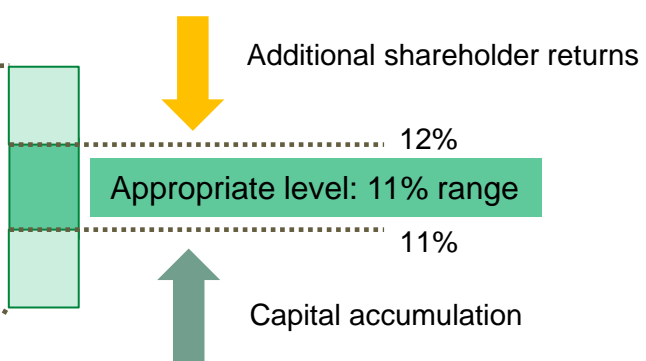 Additional shareholder returns
12%
Appropriate level: 11% range
11%
Capital accumulation